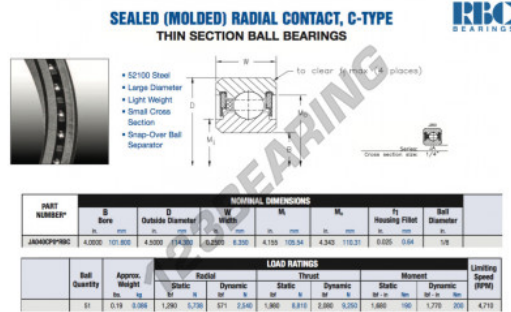 SEALED (MOLDED) RADIAL CONTACT, C-TYPE
THIN SECTION BALL BEARINGS
RBC
BEARINGS
• 52100 Steel
• Large Diameter
• Light Weight
• Small Cross
Section
• Snap-Over Ball
Separator
W
to clear f₁ max (4 places)
D
B
Series
Cross section size: 1/4"
123BEARING
PART NUMBER* NOMINAL DIMENSIONS
B Bore D Outside Diameter W Width Mᵢ Mₒ f₁ Housing Fillet Ball Diameter
in. mm in. mm in. mm in. mm in. mm in. mm in.
4.0000 101.600 4.5000 114.300 0.2500 6.350 4.155 105.54 4.343 110.31 0.025 0.64 1/8
LOAD RATINGS
Ball Quantity Approx. Weight Radial Thrust Moment Limiting Speed (RPM)
Static Dynamic Static Dynamic Static Dynamic
lbs. kg lbf N lbf N lbf N lbf N lbf - in Nm lbf - in Nm
51 0.19 0.086 1,290 5,736 571 2,540 2,080 9,250 1,680 190 1,770 200 4,710